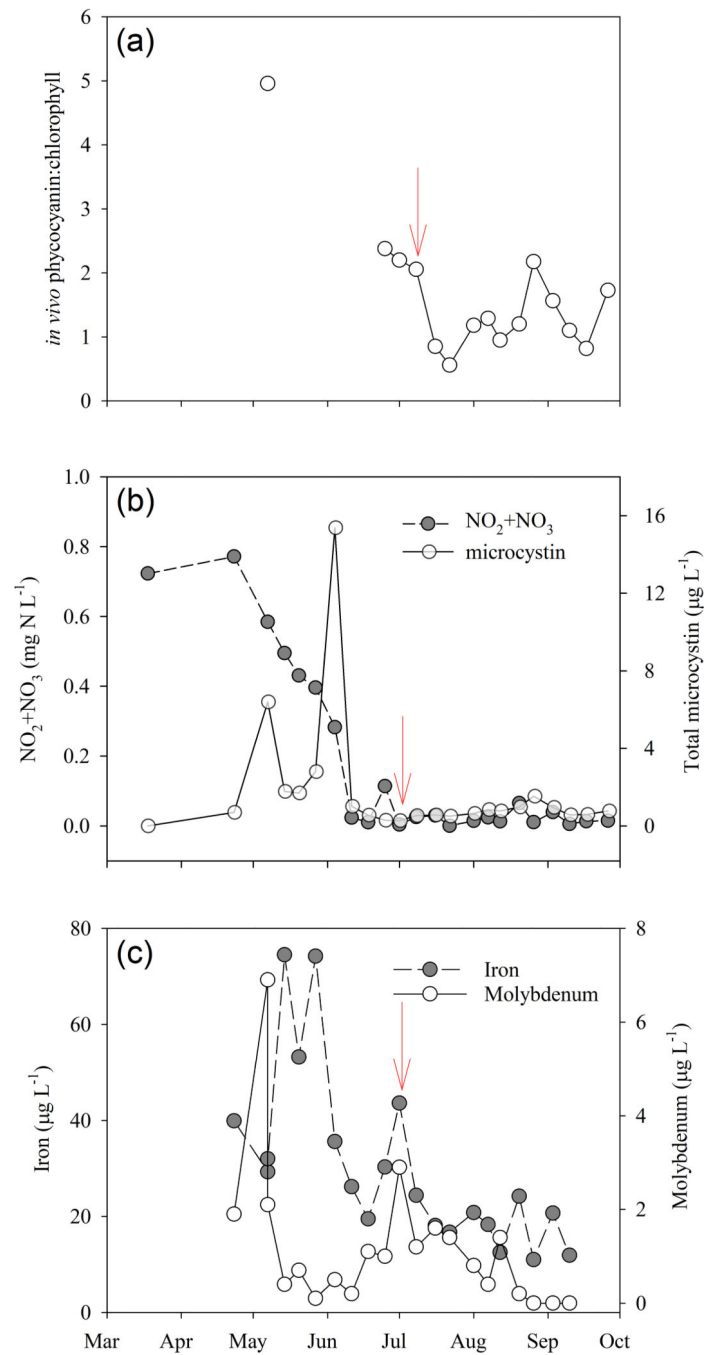 (a)
in vivo phycocyanin:chlorophyll
6
5
4
3
2
1
0
(b)
NO₂+NO₃ (mg N L⁻¹)
1.0
0.8
0.6
0.4
0.2
0.0
NO₂+NO₃
microcystin
16
12
8
4
0
Total microcystin (µg L⁻¹)
(c)
Iron (µg L⁻¹)
80
60
40
20
0
Iron
Molybdenum
8
6
4
2
0
Molybdenum (µg L⁻¹)
Mar Apr May Jun Jul Aug Sep Oct